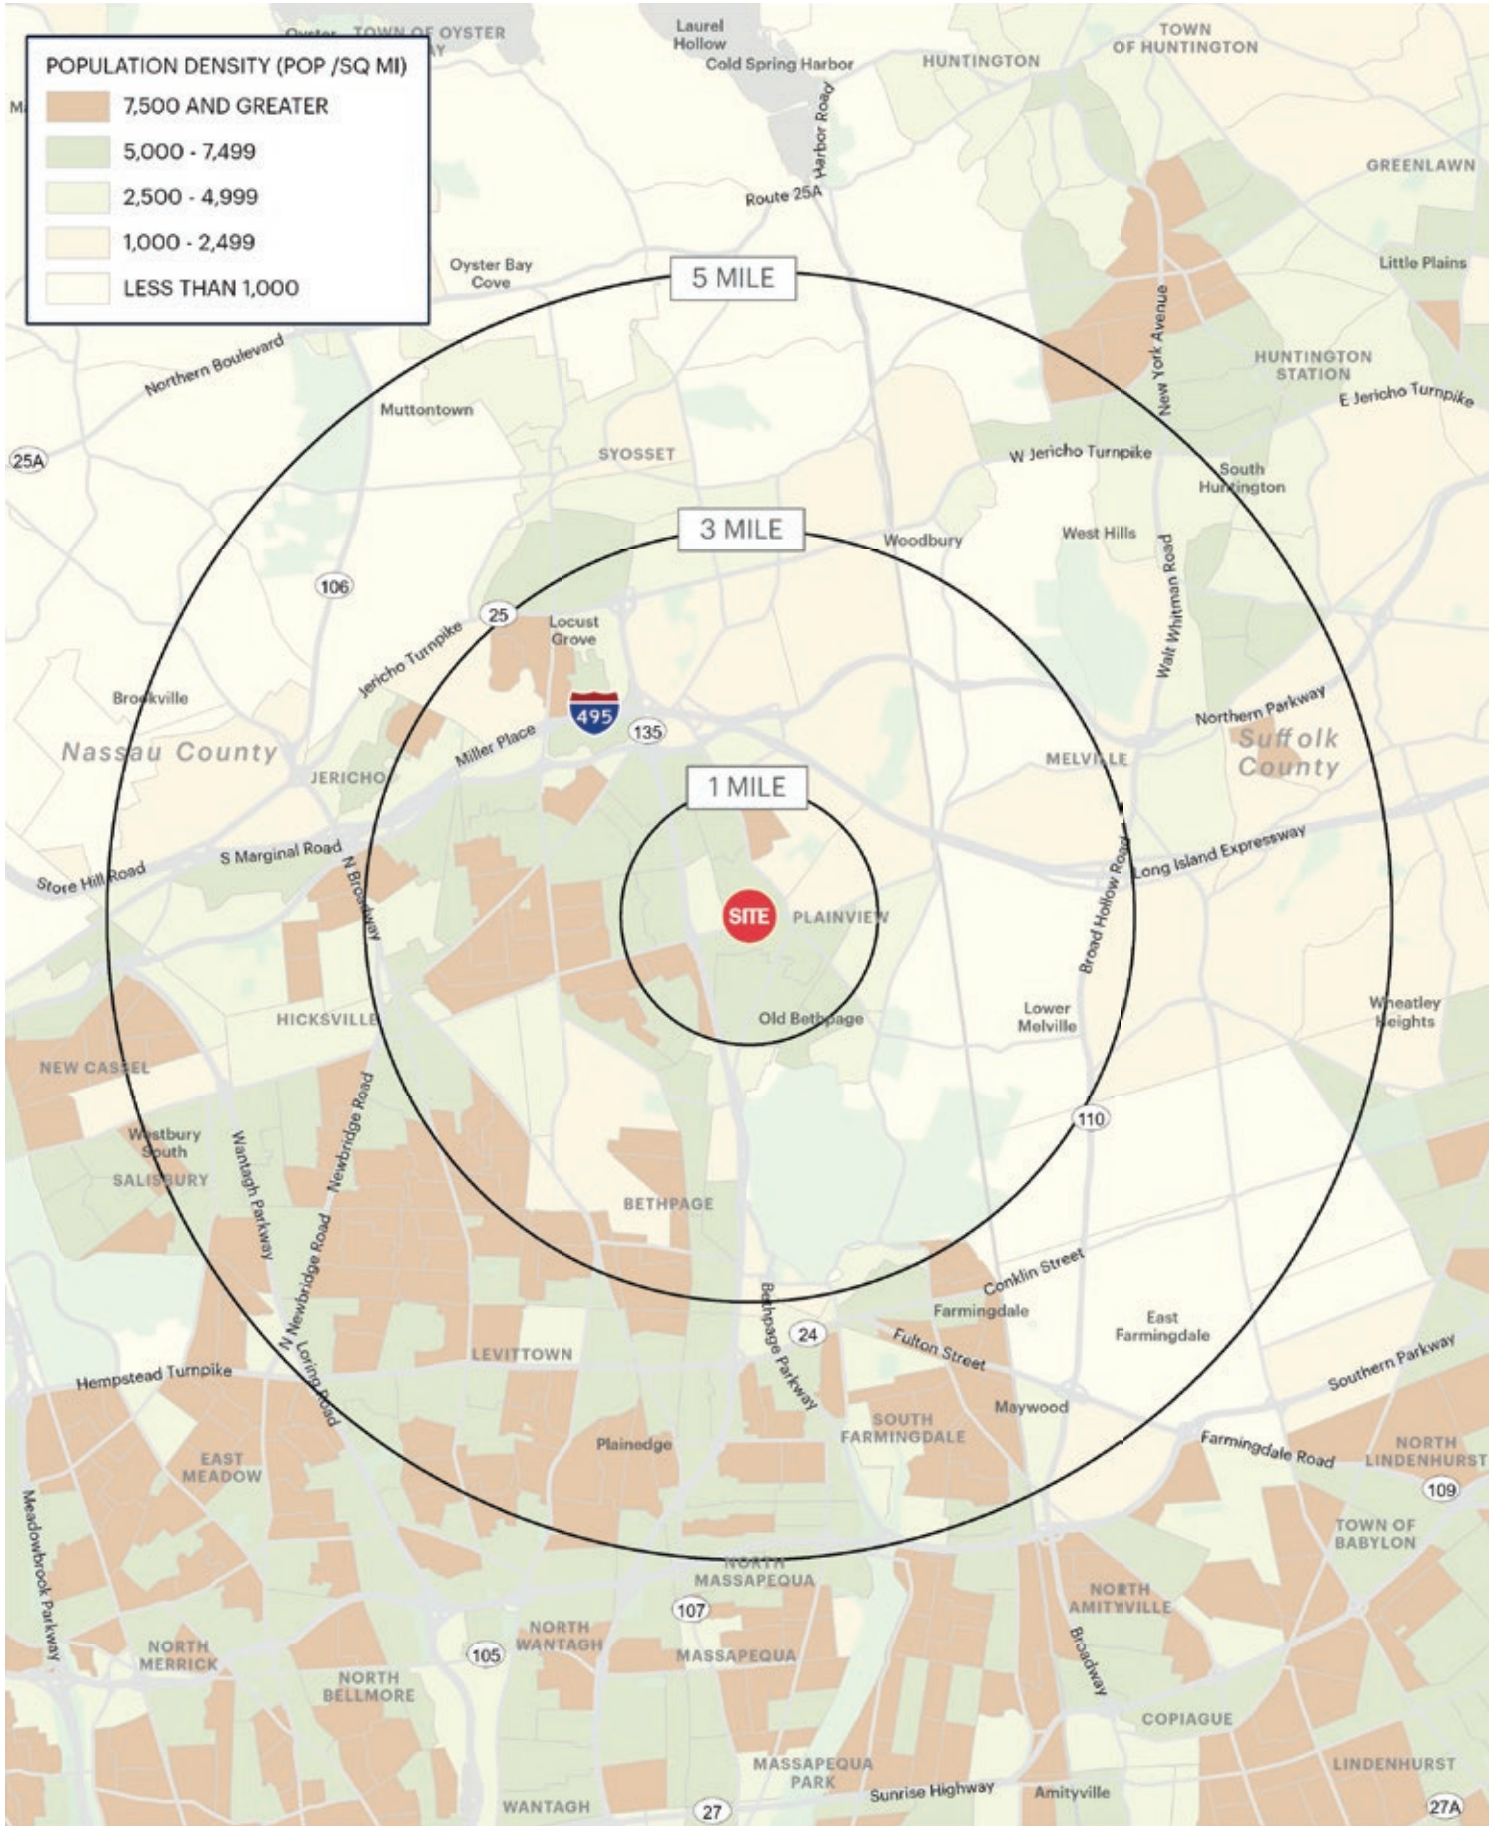 Oyster
TOWN OF OYSTER
AY
Laurel
Hollow
Cold Spring Harbor
HUNTINGTON
TOWN
OF HUNTINGTON
POPULATION DENSITY (POP /SQ MI)
7,500 AND GREATER
5,000 - 7,499
2,500 - 4,999
1,000 - 2,499
LESS THAN 1,000
Harbor Road
Route 25A
GREENLAWN
Little Plains
Oyster Bay
Cove
5 MILE
Northern Boulevard
New York Avenue
HUNTINGTON
STATION
E Jericho Turnpike
Muttontown
25A
SYOSSET
W Jericho Turnpike
South
Huntington
3 MILE
Woodbury
West Hills
106
25
Locust
Grove
Jericho Turnpike
Walt Whitman Road
Brookville
495
135
Northern Parkway
Nassau County
Miller Place
JERICHO
MELVILLE
Suffolk
County
1 MILE
S Marginal Road
Store Hill Road
N Broadway
Long Island Expressway
Broad Hollow Road
SITE
PLAINVIEW
HICKSVILLE
Old Bethpage
Lower
Melville
Wheatley
Heights
NEW CASSEL
110
Westbury
South
SALISBURY
Wantagh Parkway
Newbridge Road
BETHPAGE
N Newbridge Road
Conklin Street
Farmingdale
Bethpage Parkway
24
Fulton Street
East
Farmingdale
LEVITTOWN
Hempstead Turnpike
Loring Road
Southern Parkway
Maywood
SOUTH
FARMINGDALE
Plainedge
EAST
MEADOW
Farmingdale Road
NORTH
LINDENHURST
109
Meadowbrook Parkway
TOWN OF
BABYLON
NORTH
MASSAPEQUA
NORTH
AMITYVILLE
107
NORTH
WANTAGH
105
MASSAPEQUA
NORTH
MERRICK
NORTH
BELLMORE
Broadway
COPIAGUE
MASSAPEQUA
PARK
LINDENHURST
Sunrise Highway
Amityville
WANTAGH
27
27A